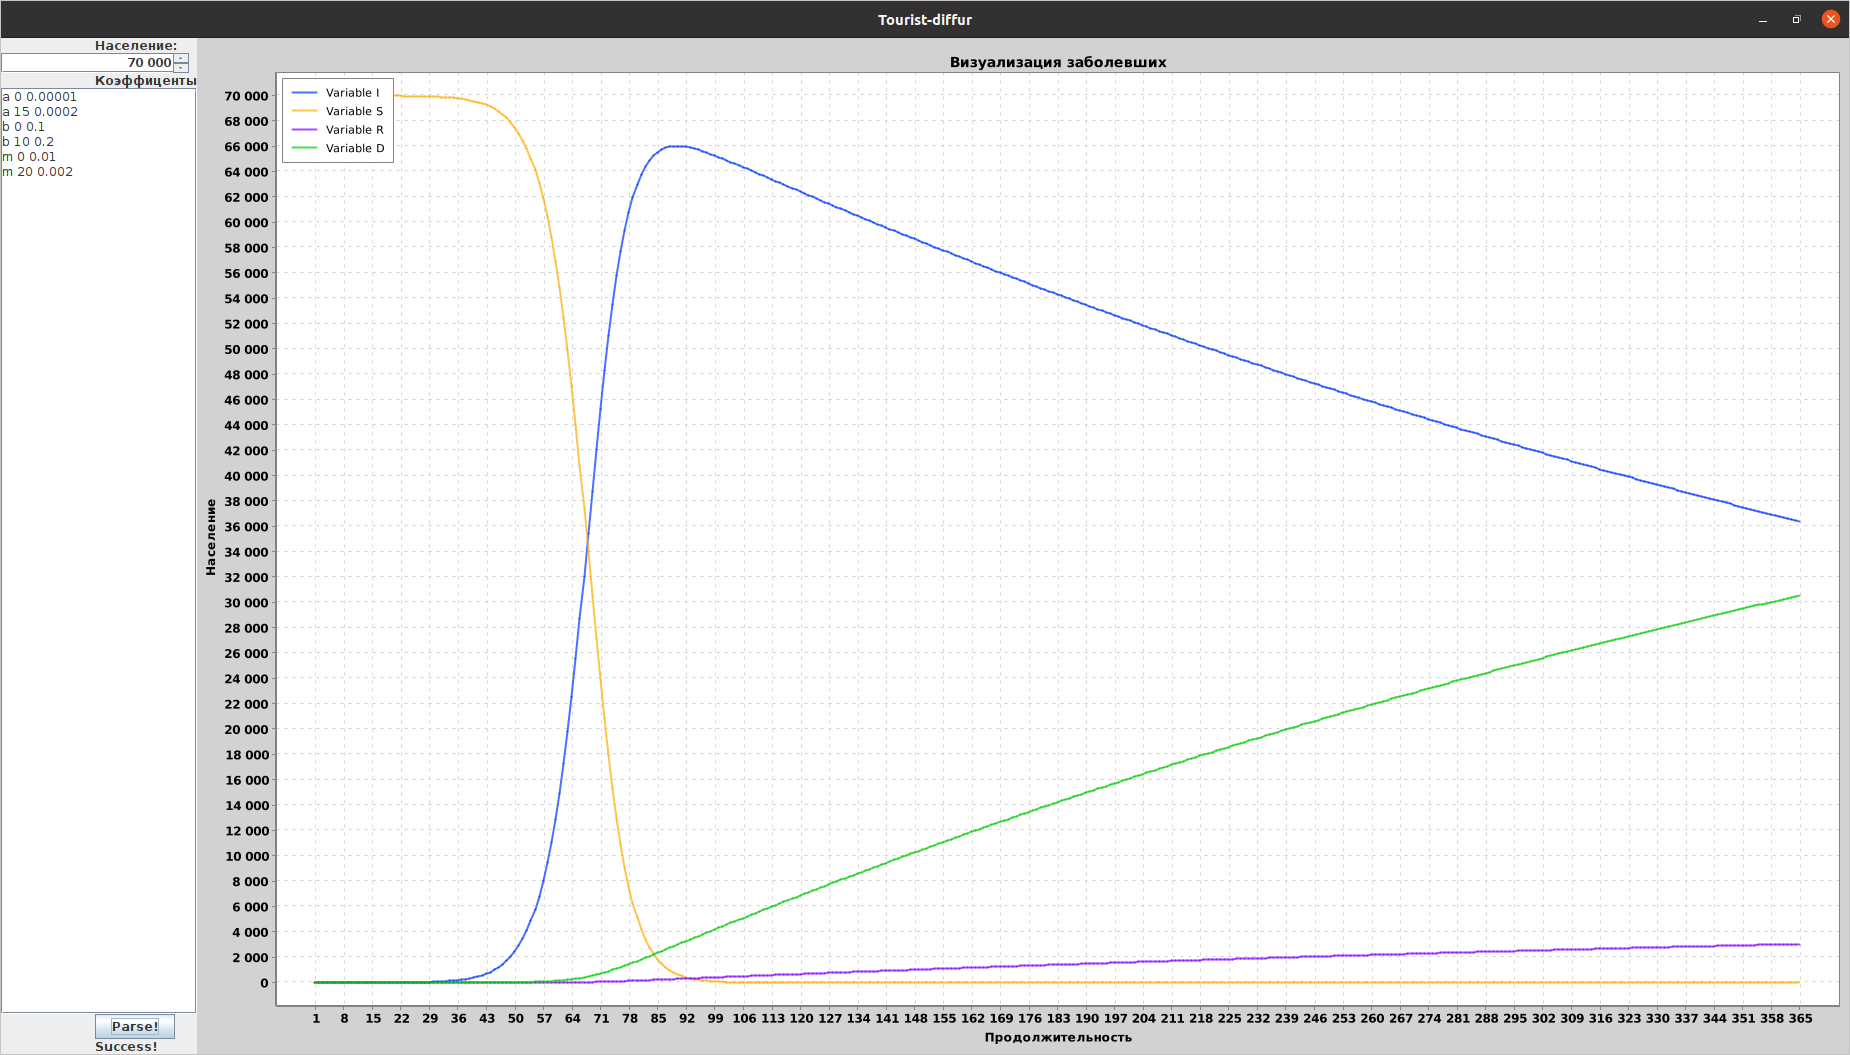 Tourist-diffur
Население:
70 000
Коэффиценты
a 0 0.00001
a 15 0.0002
b 0 0.1
b 10 0.2
m 0 0.01
m 20 0.002
Parse!
Success!
Визуализация заболевших
Variable I
Variable S
Variable R
Variable D
Население
70 000
68 000
66 000
64 000
62 000
60 000
58 000
56 000
54 000
52 000
50 000
48 000
46 000
44 000
42 000
40 000
38 000
36 000
34 000
32 000
30 000
28 000
26 000
24 000
22 000
20 000
18 000
16 000
14 000
12 000
10 000
8 000
6 000
4 000
2 000
0
1 8 15 22 29 36 43 50 57 64 71 78 85 92 99 106 113 120 127 134 141 148 155 162 169 176 183 190 197 204 211 218 225 232 239 246 253 260 267 274 281 288 295 302 309 316 323 330 337 344 351 358 365
Продолжительность